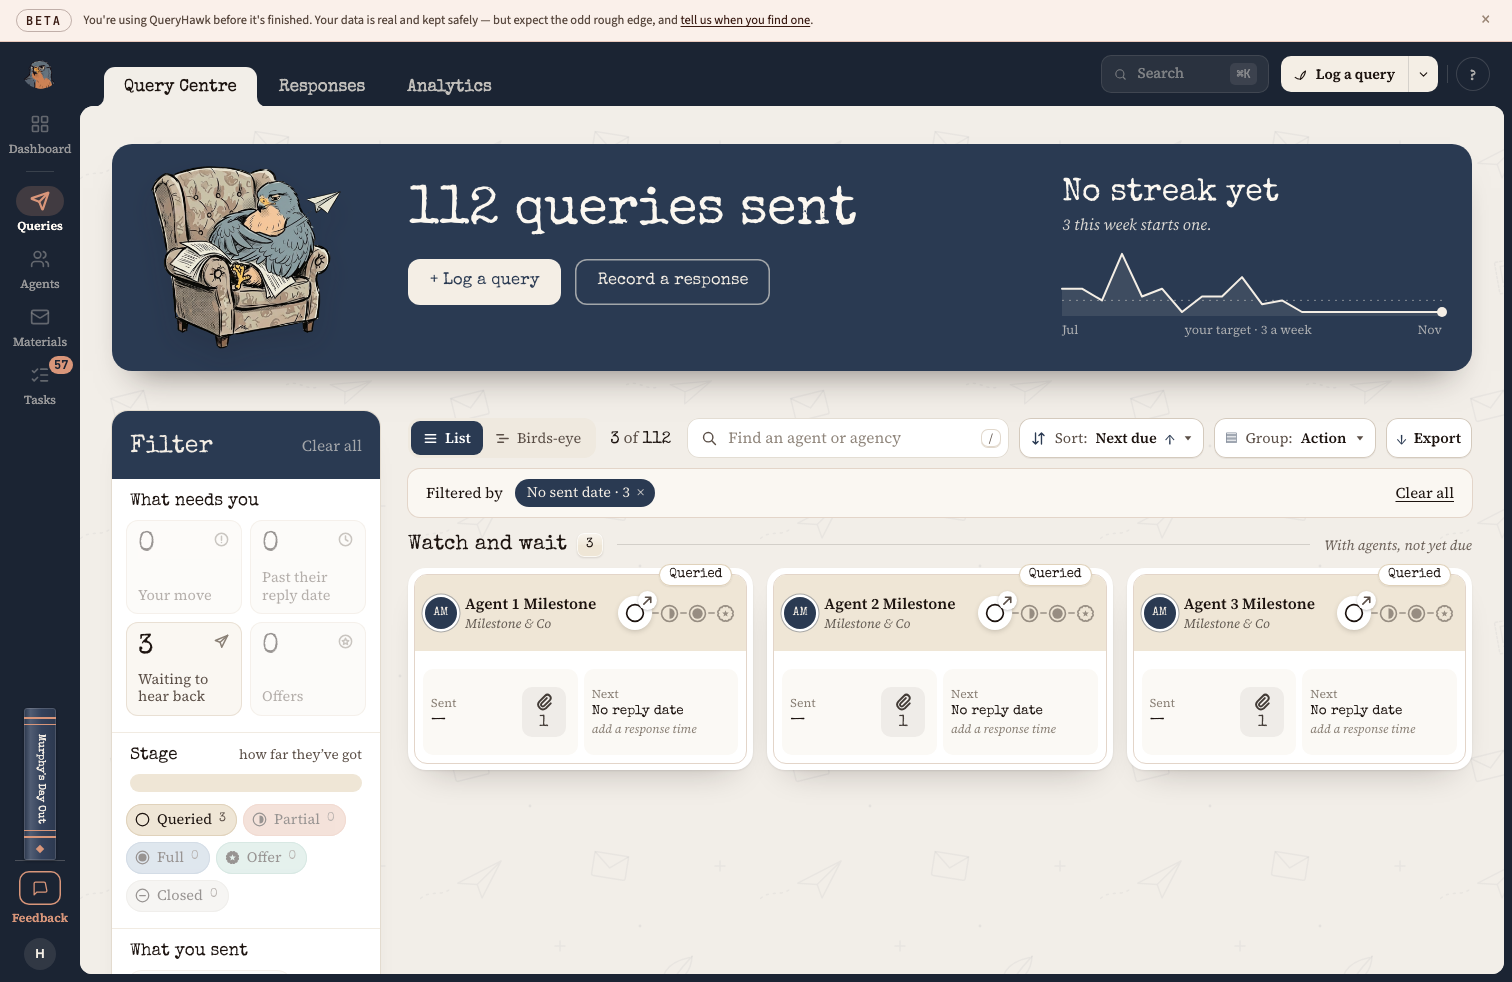 BETA
You're using QueryHawk before it's finished. Your data is real and kept safely — but expect the odd rough edge, and tell us when you find one.
×
Query Centre
Responses
Analytics
Search
⌘K
Log a query
?
Dashboard
Queries
Agents
Materials
57
Tasks
Murphy's Day Out
Feedback
H
112 queries sent
+ Log a query
Record a response
No streak yet
3 this week starts one.
Jul
your target · 3 a week
Nov
Filter
Clear all
What needs you
0
Your move
0
Past their
reply date
3
Waiting to
hear back
0
Offers
Stage
how far they've got
Queried 3
Partial 0
Full 0
Offer 0
Closed 0
What you sent
List
Birds-eye
3 of 112
Find an agent or agency
/
Sort: Next due ↑
Group: Action
↓ Export
Filtered by
No sent date · 3 ×
Clear all
Watch and wait 3
With agents, not yet due
Queried
AM
Agent 1 Milestone
Milestone & Co
Sent
—
1
Next
No reply date
add a response time
Queried
AM
Agent 2 Milestone
Milestone & Co
Sent
—
1
Next
No reply date
add a response time
Queried
AM
Agent 3 Milestone
Milestone & Co
Sent
—
1
Next
No reply date
add a response time